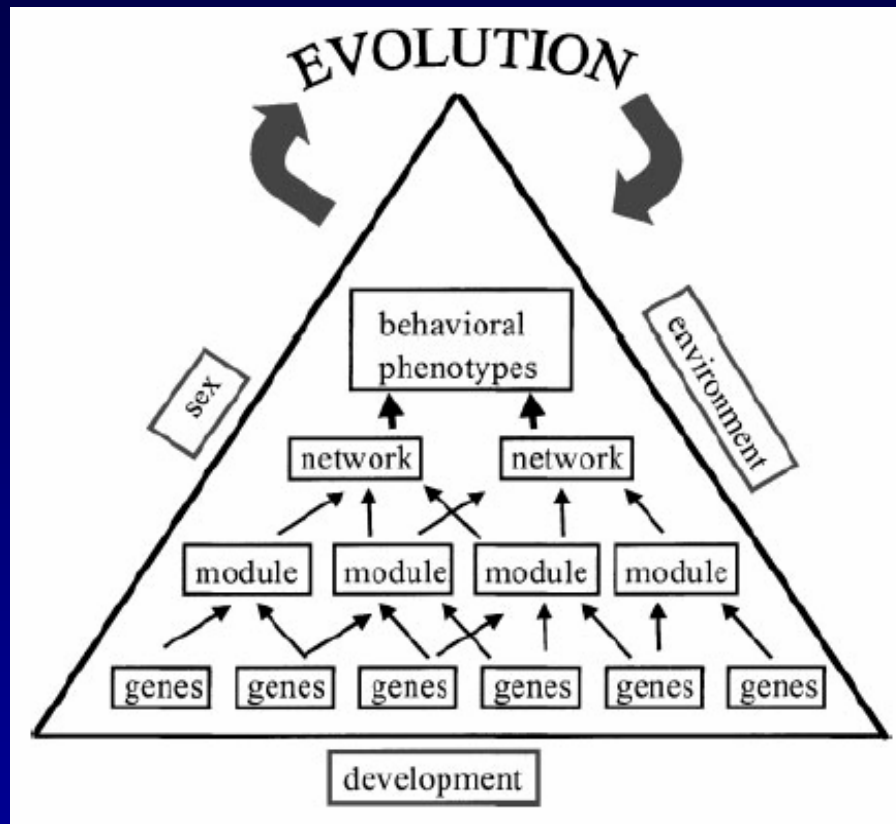 EVOLUTION
behavioral
phenotypes
sex
environment
network network
module module module module
genes genes genes genes genes genes
development